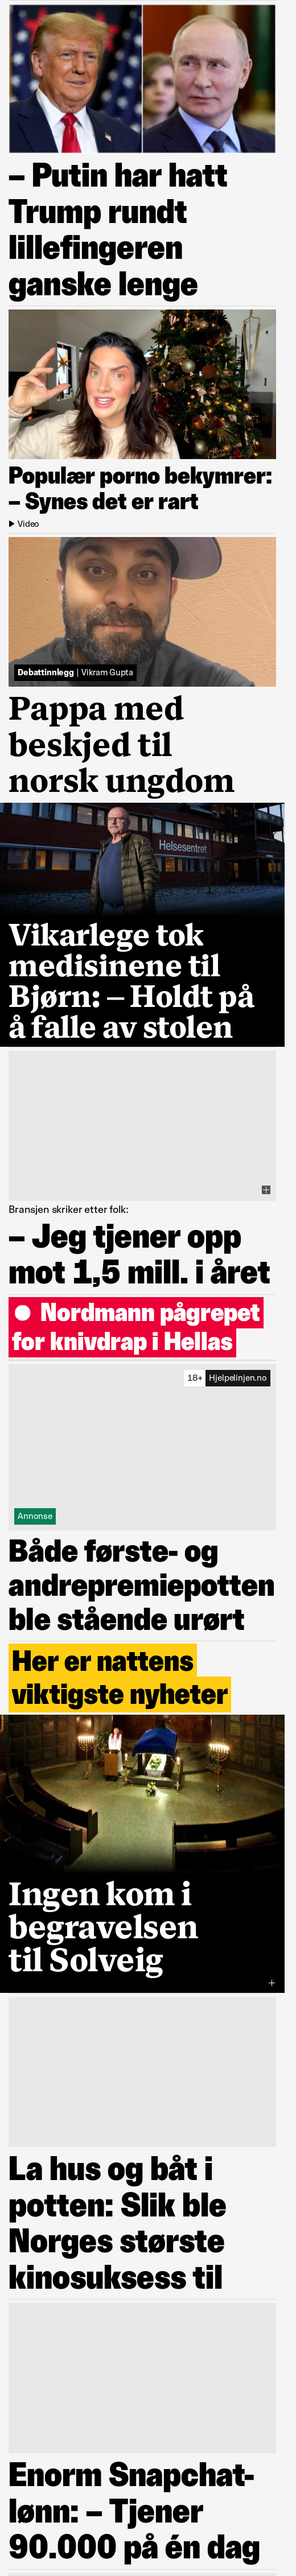 – Putin har hatt
Trump rundt
lillefingeren
ganske lenge
Populær porno bekymrer:
– Synes det er rart
Video
Debattinnlegg | Vikram Gupta
Pappa med
beskjed til
norsk ungdom
Helsesentret
Vikarlege tok
medisinene til
Bjørn: – Holdt på
å falle av stolen
Bransjen skriker etter folk:
– Jeg tjener opp
mot 1,5 mill. i året
Nordmann pågrepet
for knivdrap i Hellas
18+ Hjelpelinjen.no
Annonse
Både første- og
andrepremiepotten
ble stående urørt
Her er nattens
viktigste nyheter
Ingen kom i
begravelsen
til Solveig
La hus og båt i
potten: Slik ble
Norges største
kinosuksess til
Enorm Snapchat-
lønn: – Tjener
90.000 på én dag